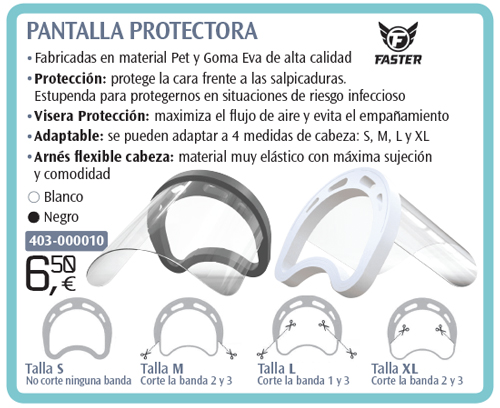 PANTALLA PROTECTORA
FASTER
• Fabricadas en material Pet y Goma Eva de alta calidad
• Protección: protege la cara frente a las salpicaduras.
Estupenda para protegernos en situaciones de riesgo infeccioso
• Visera Protección: maximiza el flujo de aire y evita el empañamiento
• Adaptable: se pueden adaptar a 4 medidas de cabeza: S, M, L y XL
• Arnés flexible cabeza: material muy elástico con máxima sujeción
y comodidad
Blanco
Negro
403-000010
6,50 €
Talla S
No corte ninguna banda
Talla M
Corte la banda 2 y 3
Talla L
Corte la banda 1 y 3
Talla XL
Corte la banda 2 y 3